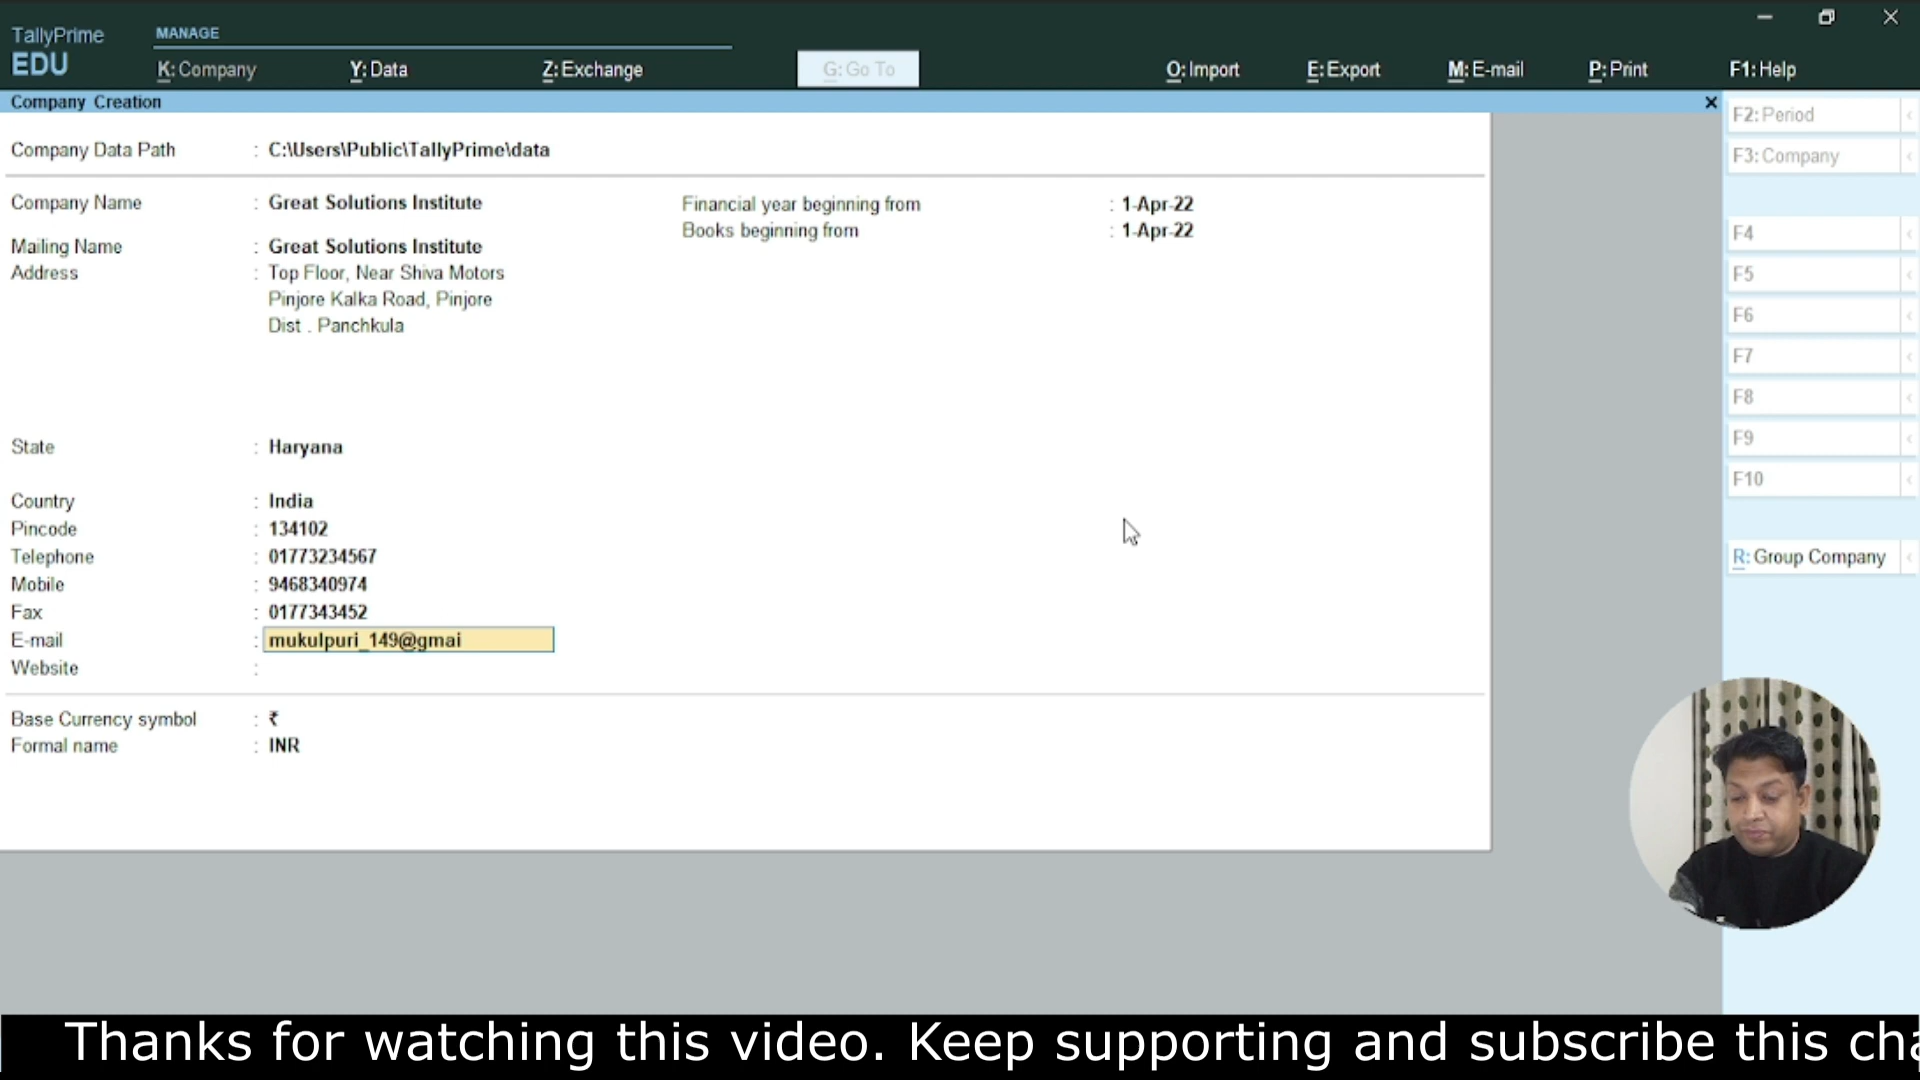 TallyPrime
EDU
MANAGE
K: Company
Y: Data
Z: Exchange
G: Go To
O: Import
E: Export
M: E-mail
P: Print
F1: Help
Company Creation
Company Data Path : C:\Users\Public\TallyPrime\data
Company Name : Great Solutions Institute
Financial year beginning from : 1-Apr-22
Books beginning from : 1-Apr-22
Mailing Name : Great Solutions Institute
Address : Top Floor, Near Shiva Motors
Pinjore Kalka Road, Pinjore
Dist . Panchkula
State : Haryana
Country : India
Pincode : 134102
Telephone : 01773234567
Mobile : 9468340974
Fax : 0177343452
E-mail : mukulpuri_149@gmai
Website :
Base Currency symbol : ₹
Formal name : INR
F2: Period
F3: Company
F4
F5
F6
F7
F8
F9
F10
R: Group Company
Thanks for watching this video. Keep supporting and subscribe this cha